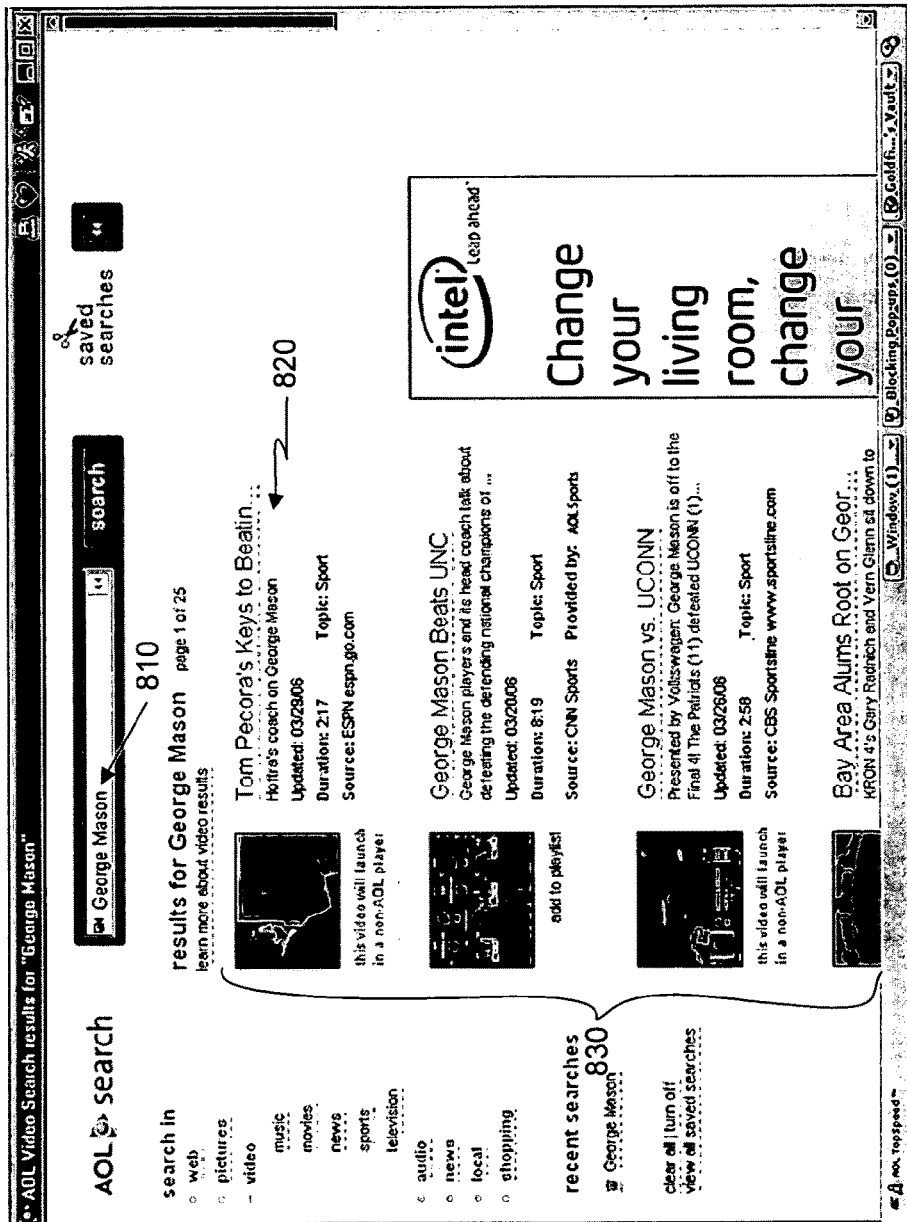 AOL Video Search results for "George Mason"
AOL search
George Mason
search
saved
searches
810
search in
web
pictures
video
music
movies
news
sports
television
audio
news
local
shopping
recent searches
George Mason
clear all | turn off
view all saved searches
830
results for George Mason page 1 of 25
learn more about video results
this video will launch
in a non-AOL player
Tom Pecora's Keys to Beatin...
Hoftra's coach on George Mason
Updated: 03/29/06
Duration: 2:17 Topic: Sport
Source: ESPN espn.go.com
820
add to playlist
George Mason Beats UNC
George Mason players and its head coach talk about
defeating the defending national champions of ...
Updated: 03/20/06
Duration: 8:19 Topic: Sport
Source: CNN Sports Provided by: AOL Sports
this video will launch
in a non-AOL player
George Mason vs. UCONN
Presented by Volkswagen: George Mason is off to the
Final 4! The Patriots (11) defeated UCONN (1)...
Updated: 03/26/06
Duration: 2:58 Topic: Sport
Source: CBS Sportsline www.sportsline.com
Bay Area Alums Root on Geor...
KRON 4's Gary Radnich and Vern Glenn sit down to
intel
Leap ahead
Change
your
living
room,
change
your
AOL TopSpeed™
Window (1)
Blocking Pop-ups (0)
Goldfi...'s Vault